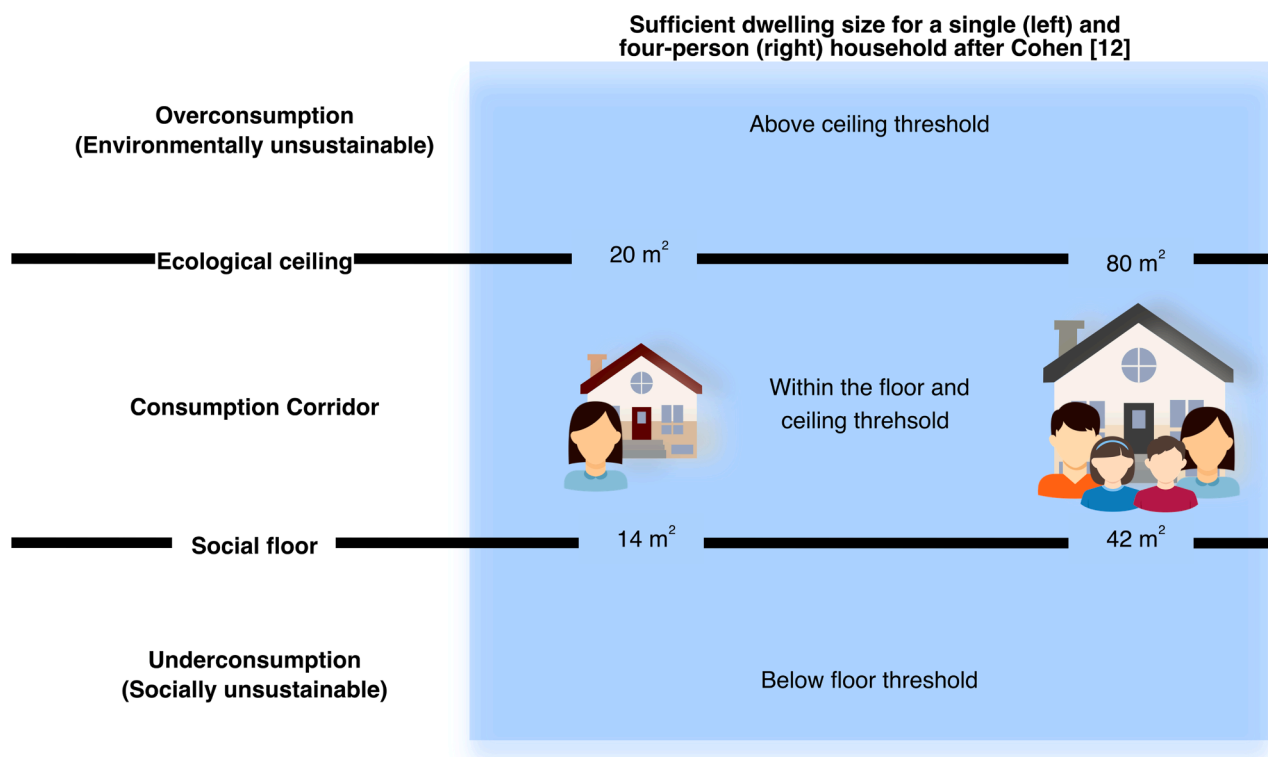 Sufficient dwelling size for a single (left) and
four-person (right) household after Cohen [12]
Overconsumption
(Environmentally unsustainable)
Above ceiling threshold
Ecological ceiling
20 m²
80 m²
Consumption Corridor
Within the floor and
ceiling threhsold
Social floor
14 m²
42 m²
Underconsumption
(Socially unsustainable)
Below floor threshold